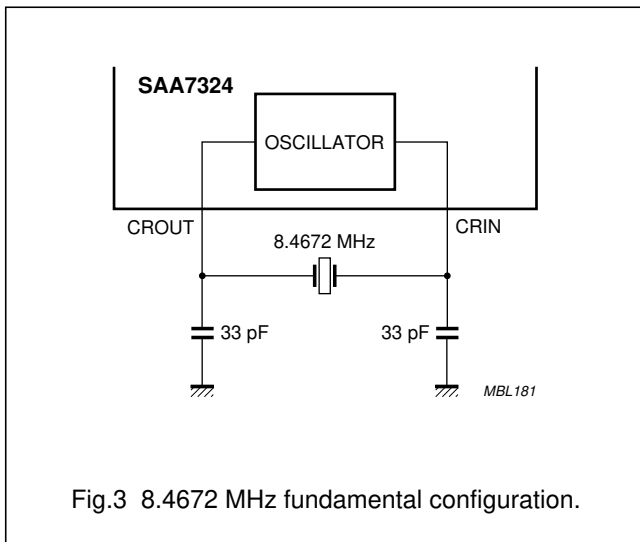 SAA7324
OSCILLATOR
CROUT
CRIN
8.4672 MHz
33 pF
33 pF
MBL181
Fig.3 8.4672 MHz fundamental configuration.